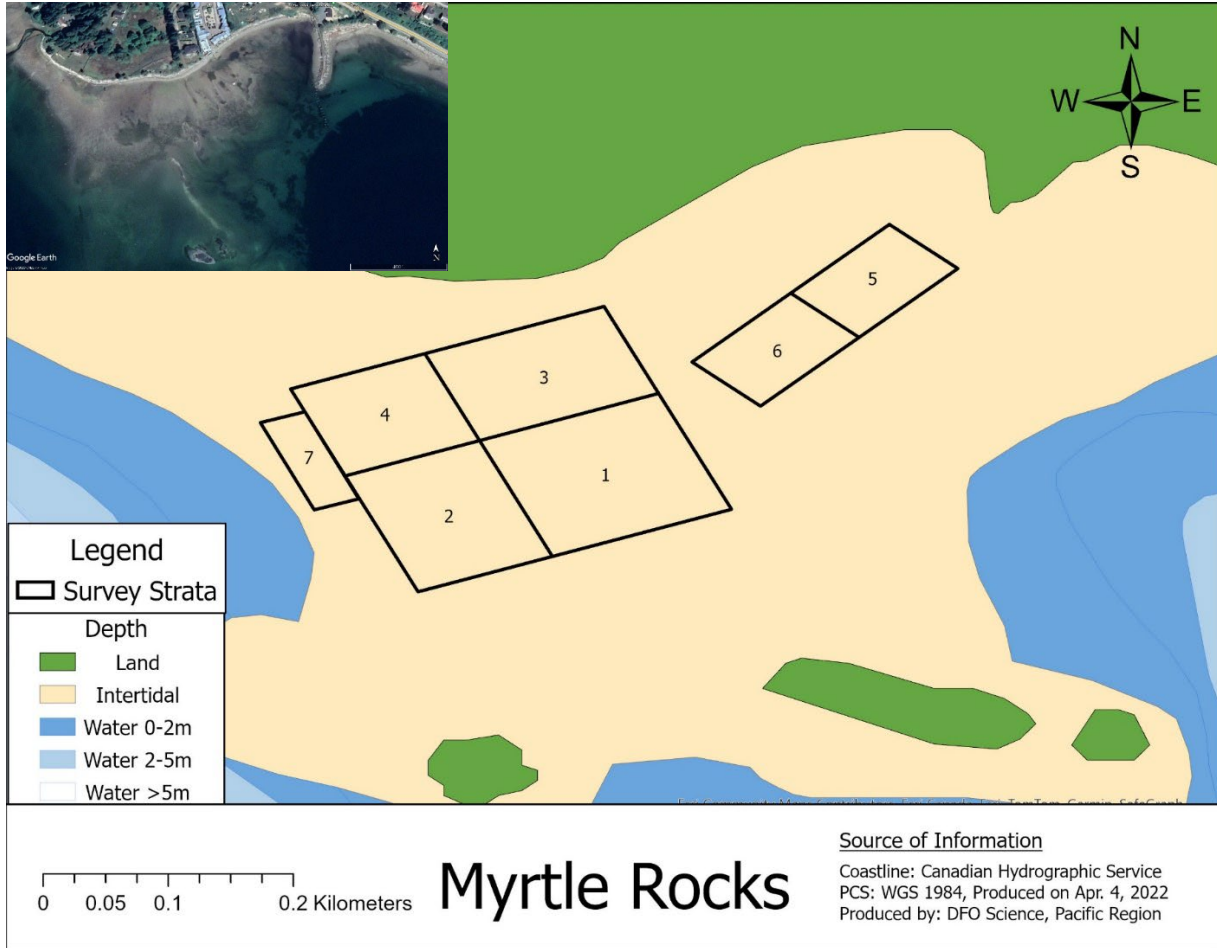 Google Earth
N
N
W E
S
5
6
3
4
7
1
2
Legend
Survey Strata
Depth
Land
Intertidal
Water 0-2m
Water 2-5m
Water >5m
0 0.05 0.1 0.2 Kilometers
Myrtle Rocks
Source of Information
Coastline: Canadian Hydrographic Service
PCS: WGS 1984, Produced on Apr. 4, 2022
Produced by: DFO Science, Pacific Region